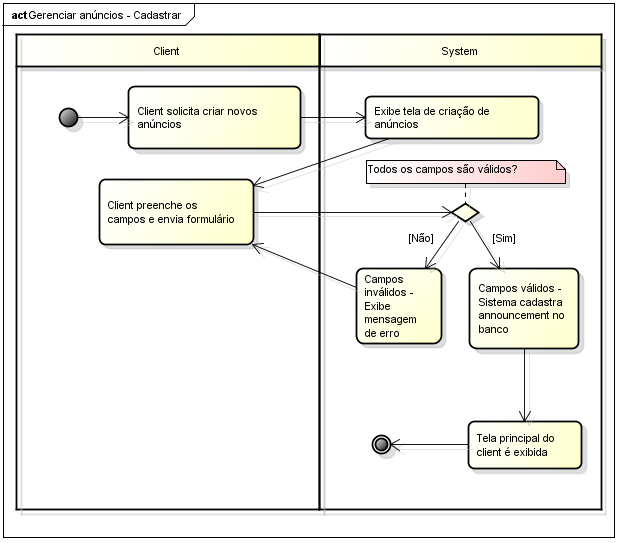 act Gerenciar anúncios - Cadastrar
Client
System
Client solicita criar novos
anúncios
Exibe tela de criação de
anúncios
Todos os campos são válidos?
Client preenche os
campos e envia formulário
[Não]
[Sim]
Campos
inválidos -
Exibe
mensagem
de erro
Campos válidos -
Sistema cadastra
announcement no
banco
Tela principal do
client é exibida